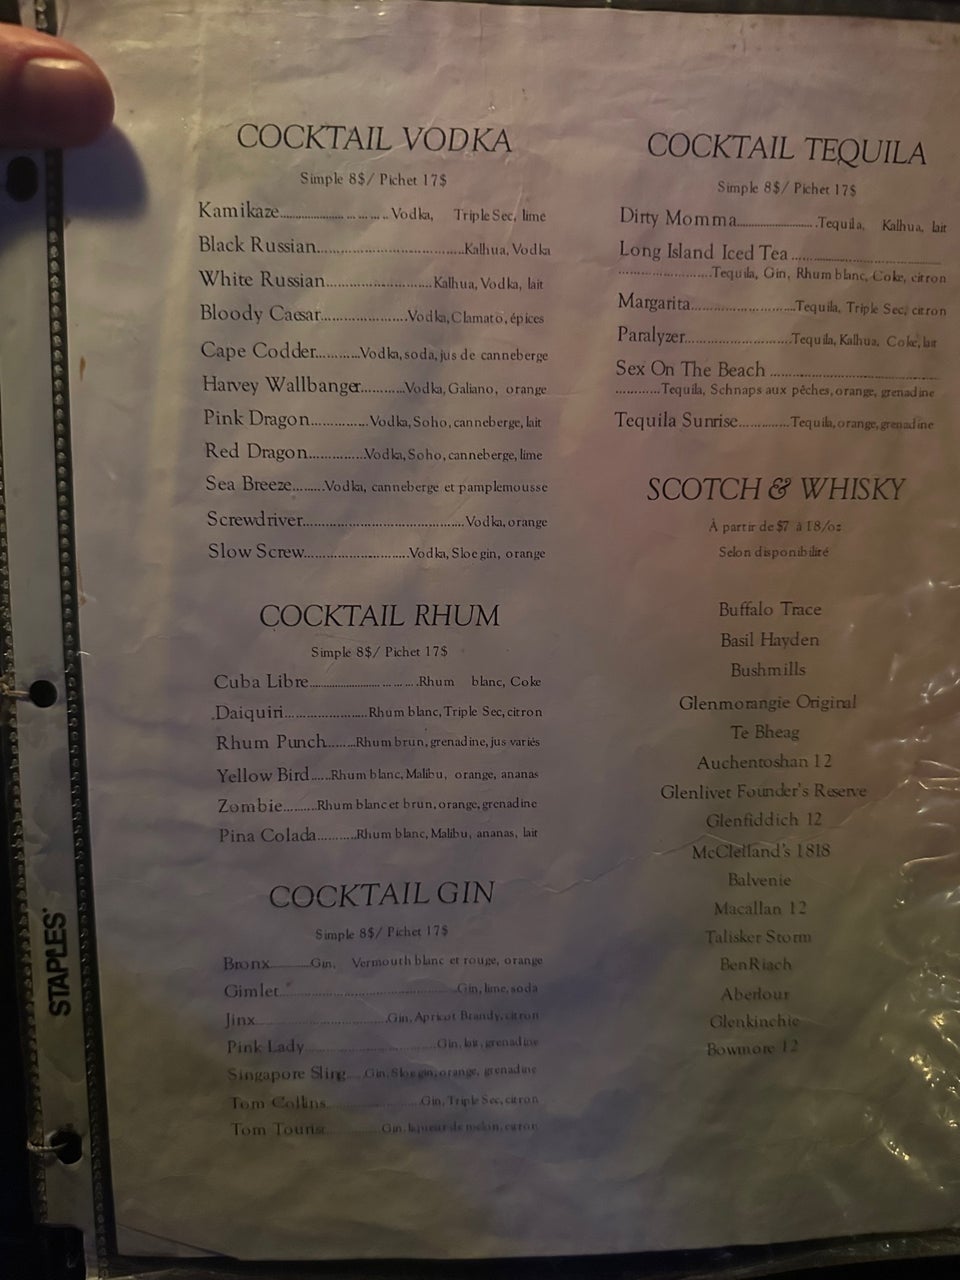 COCKTAIL VODKA
Simple 8$/ Pichet 17$
Kamikaze.......................... Vodka, Triple Sec, lime
Black Russian..........................Kalhua, Vodka
White Russian..........................Kalhua, Vodka, lait
Bloody Caesar......................Vodka, Clamato, épices
Cape Codder...........Vodka, soda, jus de canneberge
Harvey Wallbanger...........Vodka, Galiano, orange
Pink Dragon..............Vodka, Soho, canneberge, lait
Red Dragon..............Vodka, Soho, canneberge, lime
Sea Breeze........Vodka, canneberge et pamplemousse
Screwdriver..........................................Vodka, orange
Slow Screw..........................Vodka, Sloe gin, orange
COCKTAIL RHUM
Simple 8$/ Pichet 17$
Cuba Libre............................Rhum blanc, Coke
Daiquiri......................Rhum blanc, Triple Sec, citron
Rhum Punch........Rhum brun, grenadine, jus variés
Yellow Bird.....Rhum blanc, Malibu, orange, ananas
Zombie.........Rhum blanc et brun, orange, grenadine
Pina Colada...........Rhum blanc, Malibu, ananas, lait
COCKTAIL GIN
Simple 8$/ Pichet 17$
Bronx...........Gin, Vermouth blanc et rouge, orange
Gimlet..........................................Gin, lime, soda
Jinx..................................Gin, Apricot Brandy, citron
Pink Lady..................................Gin, lait, grenadine
Singapore Sling.....Gin, Sloe gin, orange, grenadine
Tom Collins.........................Gin, Triple Sec, citron
Tom Tourist..............Gin, liqueur de melon, citron
COCKTAIL TEQUILA
Simple 8$/ Pichet 17$
Dirty Momma........................Tequila, Kalhua, lait
Long Island Iced Tea ........................................
........................Tequila, Gin, Rhum blanc, Coke, citron
Margarita..........................Tequila, Triple Sec, citron
Paralyzer..........................Tequila, Kalhua, Coke, lait
Sex On The Beach ..........................................
...........Tequila, Schnaps aux pêches, orange, grenadine
Tequila Sunrise.............Tequila, orange, grenadine
SCOTCH & WHISKY
À partir de $7 à 18/oz
Selon disponibilité
Buffalo Trace
Basil Hayden
Bushmills
Glenmorangie Original
Te Bheag
Auchentoshan 12
Glenlivet Founder's Reserve
Glenfiddich 12
McClelland's 1818
Balvenie
Macallan 12
Talisker Storm
BenRiach
Aberlour
Glenkinchie
Bowmore 12
STAPLES